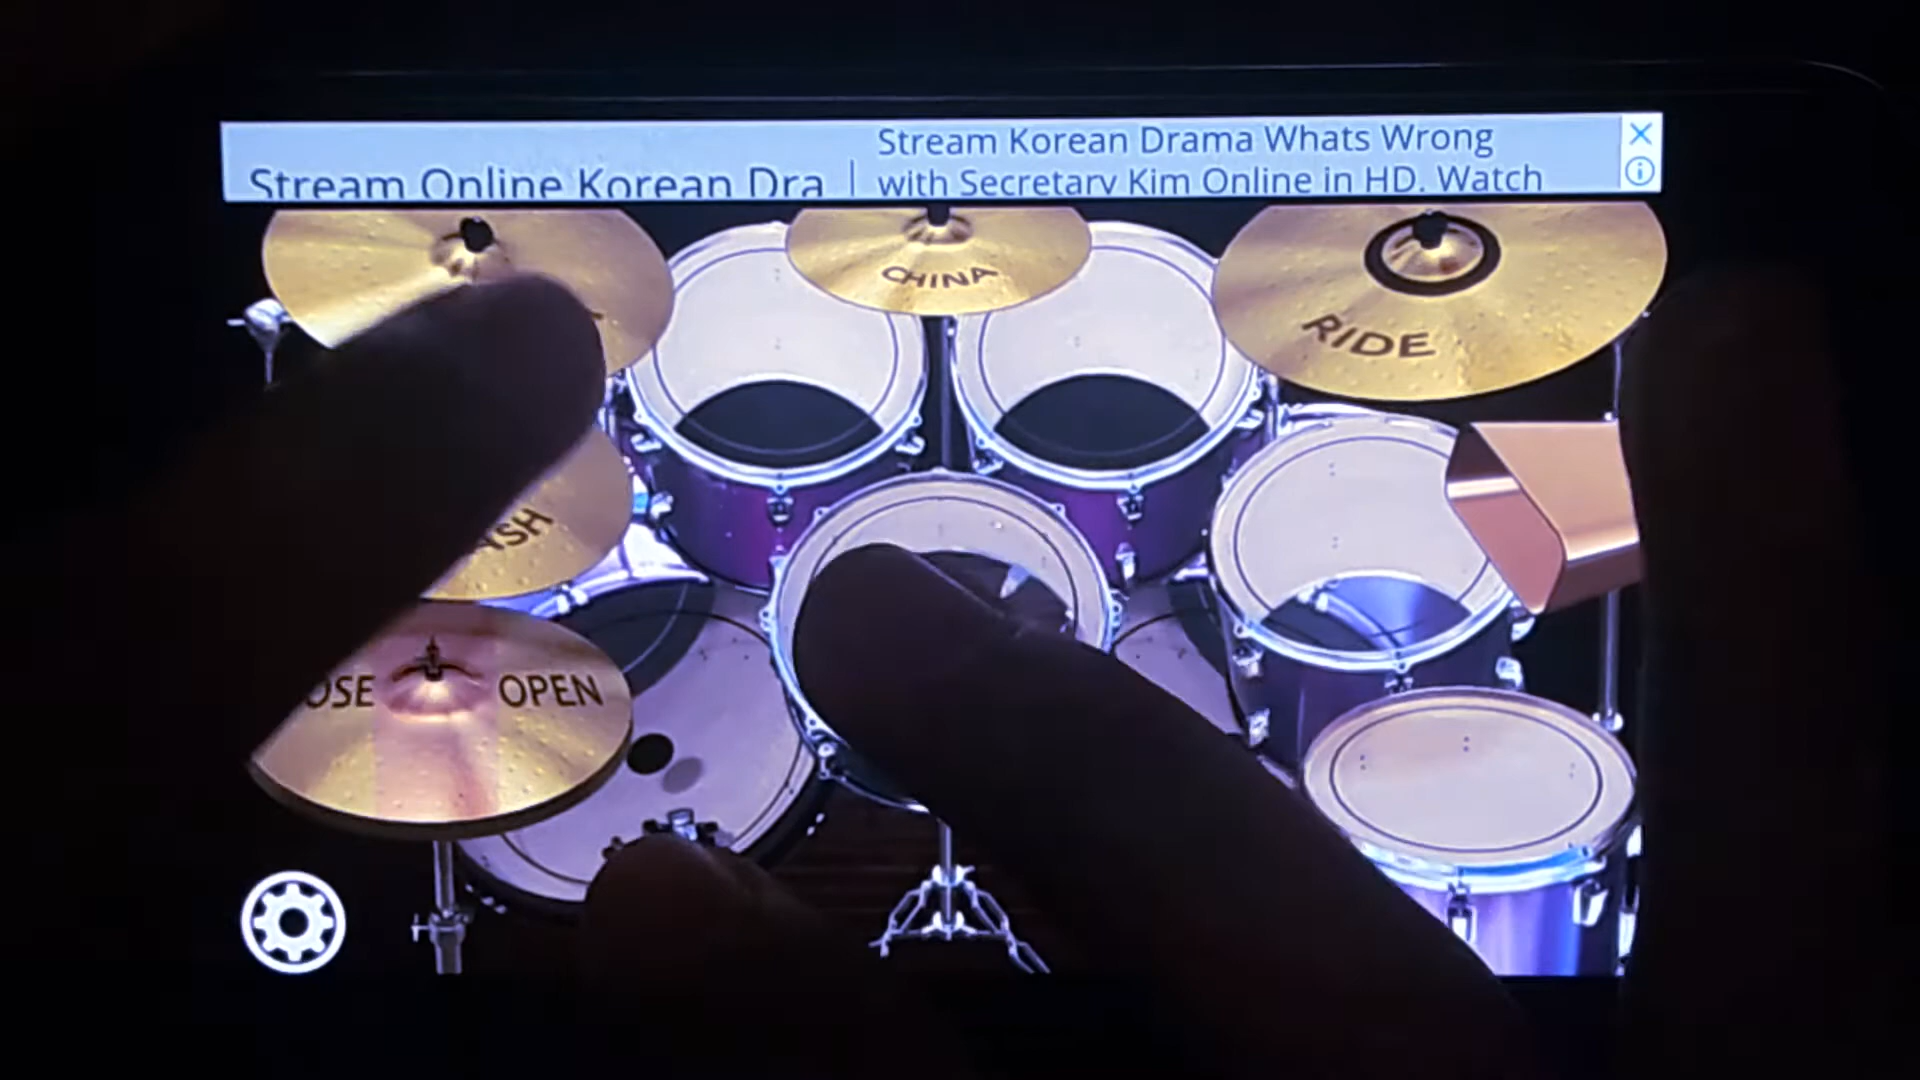 Stream Korean Drama Whats Wrong
Stream Online Korean Dra
with Secretary Kim Online in HD. Watch
CHINA
RIDE
OPEN